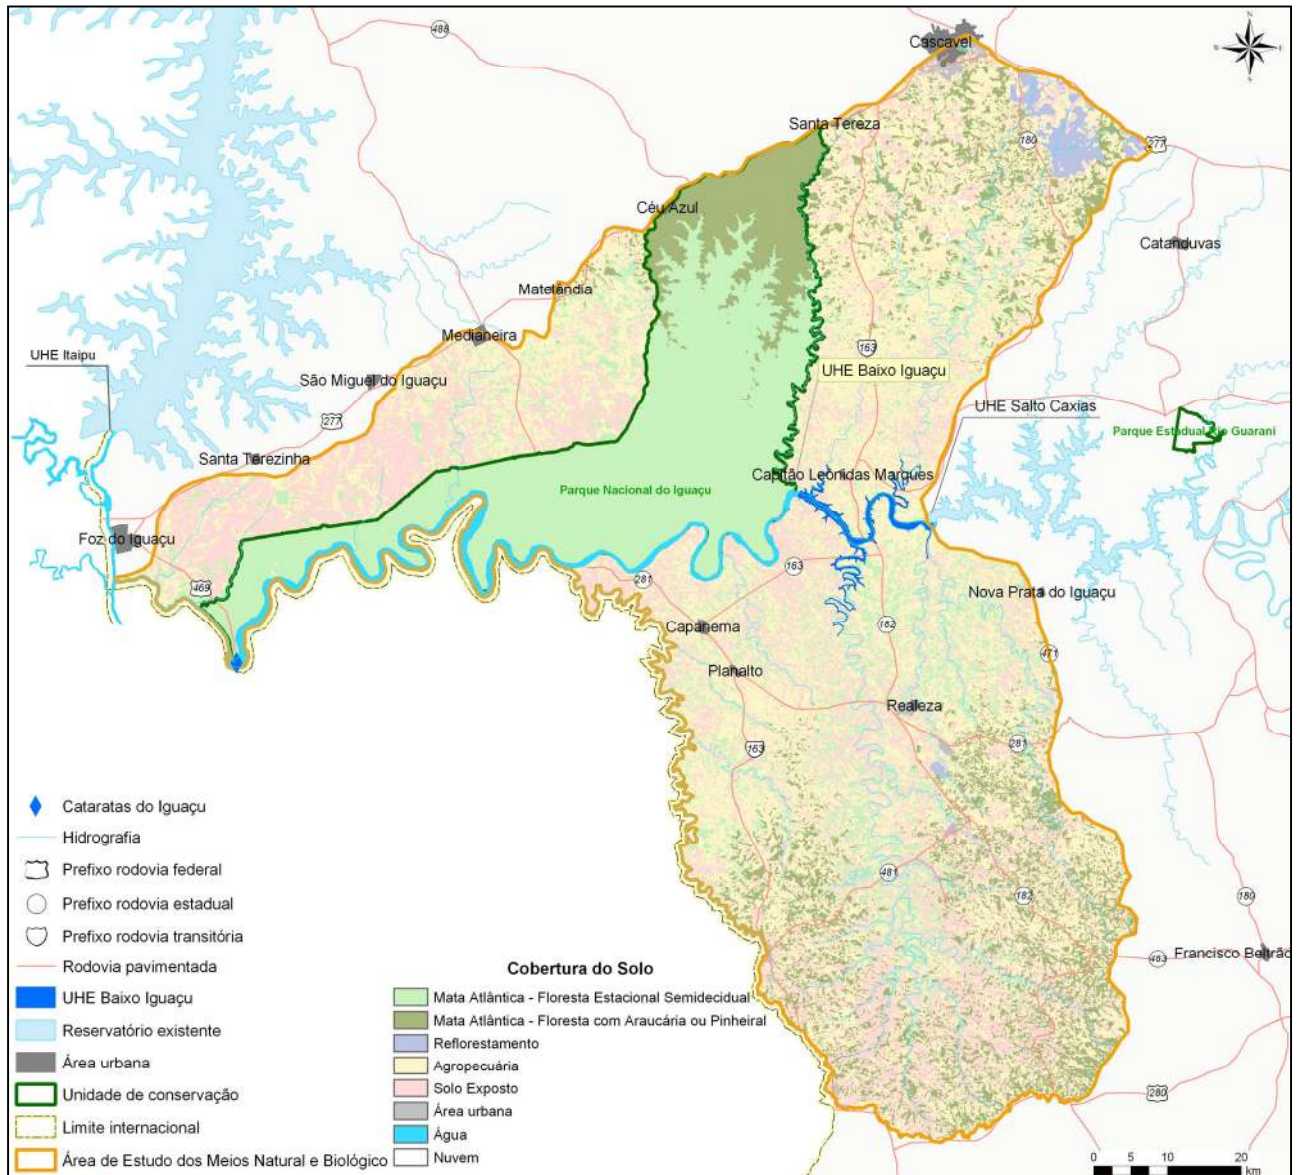 N
W
E
S
488
Cascavel
Santa Tereza
180
277
Céu Azul
Catanduvas
Matelândia
Medianeira
UHE Itaipu
163
UHE Baixo Iguaçu
São Miguel do Iguaçu
277
UHE Salto Caxias
Parque Estadual Rio Guarani
Santa Terezinha
Capitão Leônidas Marques
Parque Nacional do Iguaçu
Foz do Iguaçu
469
281
163
Nova Prata do Iguaçu
Capanema
162
471
Planalto
Realeza
163
281
481
182
180
483
Francisco Beltrão
280
Cataratas do Iguaçu
Hidrografia
Prefixo rodovia federal
Prefixo rodovia estadual
Prefixo rodovia transitória
Rodovia pavimentada
UHE Baixo Iguaçu
Reservatório existente
Área urbana
Unidade de conservação
Limite internacional
Área de Estudo dos Meios Natural e Biológico
Cobertura do Solo
Mata Atlântica - Floresta Estacional Semidecidual
Mata Atlântica - Floresta com Araucária ou Pinheiral
Reflorestamento
Agropecuária
Solo Exposto
Área urbana
Água
Nuvem
0 5 10 20
km